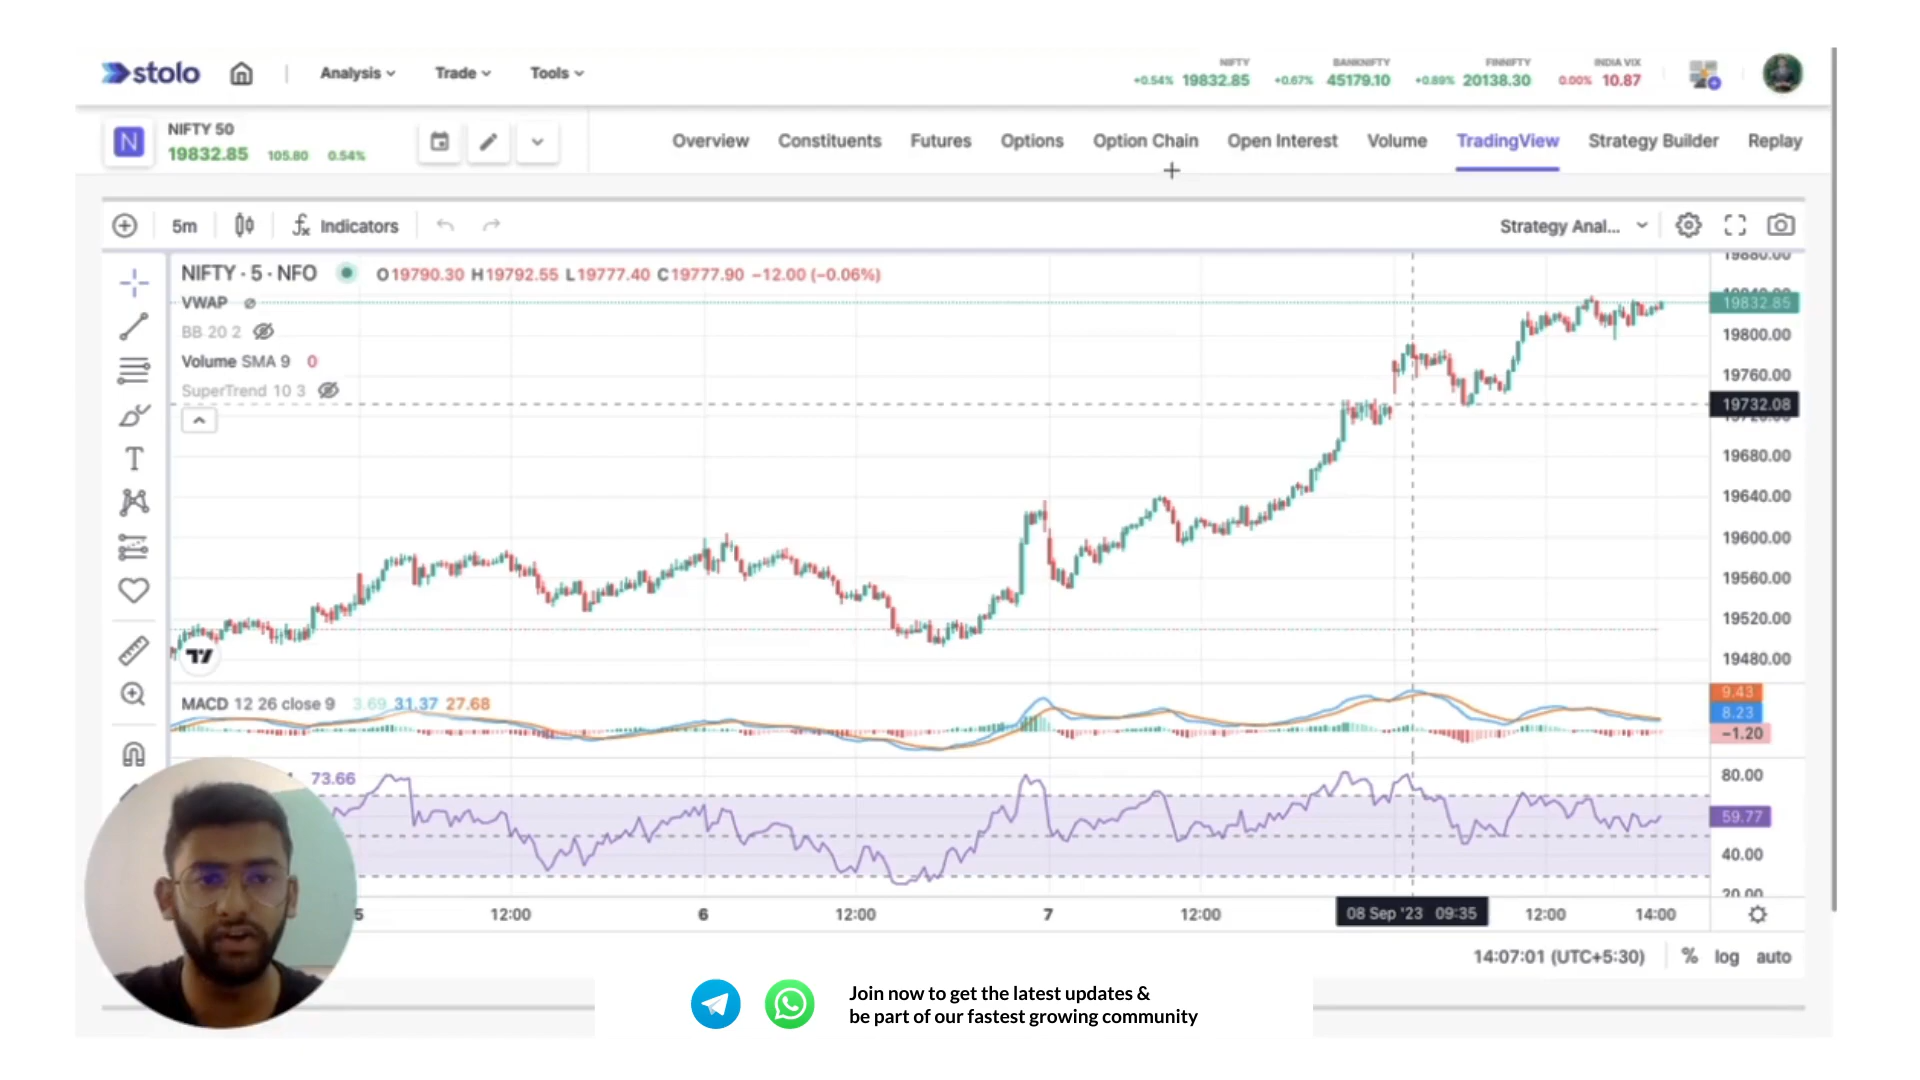 stolo
Analysis Trade Tools
NIFTY
+0.54% 19832.85
BANKNIFTY
+0.67% 45179.10
FINNIFTY
+0.89% 20138.30
INDIA VIX
0.00% 10.87
N
NIFTY 50
19832.85 105.80 0.54%
Overview Constituents Futures Options Option Chain Open Interest Volume TradingView Strategy Builder Replay
5m Indicators
Strategy Anal...
NIFTY · 5 · NFO O19790.30 H19792.55 L19777.40 C19777.90 −12.00 (−0.06%)
VWAP ∅
BB 20 2
Volume SMA 9 0
SuperTrend 10 3
19880.00
19832.85
19800.00
19760.00
19732.08
19680.00
19640.00
19600.00
19560.00
19520.00
19480.00
MACD 12 26 close 9 3.69 31.37 27.68
9.43
8.23
−1.20
73.66
80.00
59.77
40.00
20.00
5 12:00 6 12:00 7 12:00 08 Sep '23 09:35 12:00 14:00
14:07:01 (UTC+5:30) % log auto
Join now to get the latest updates &
be part of our fastest growing community